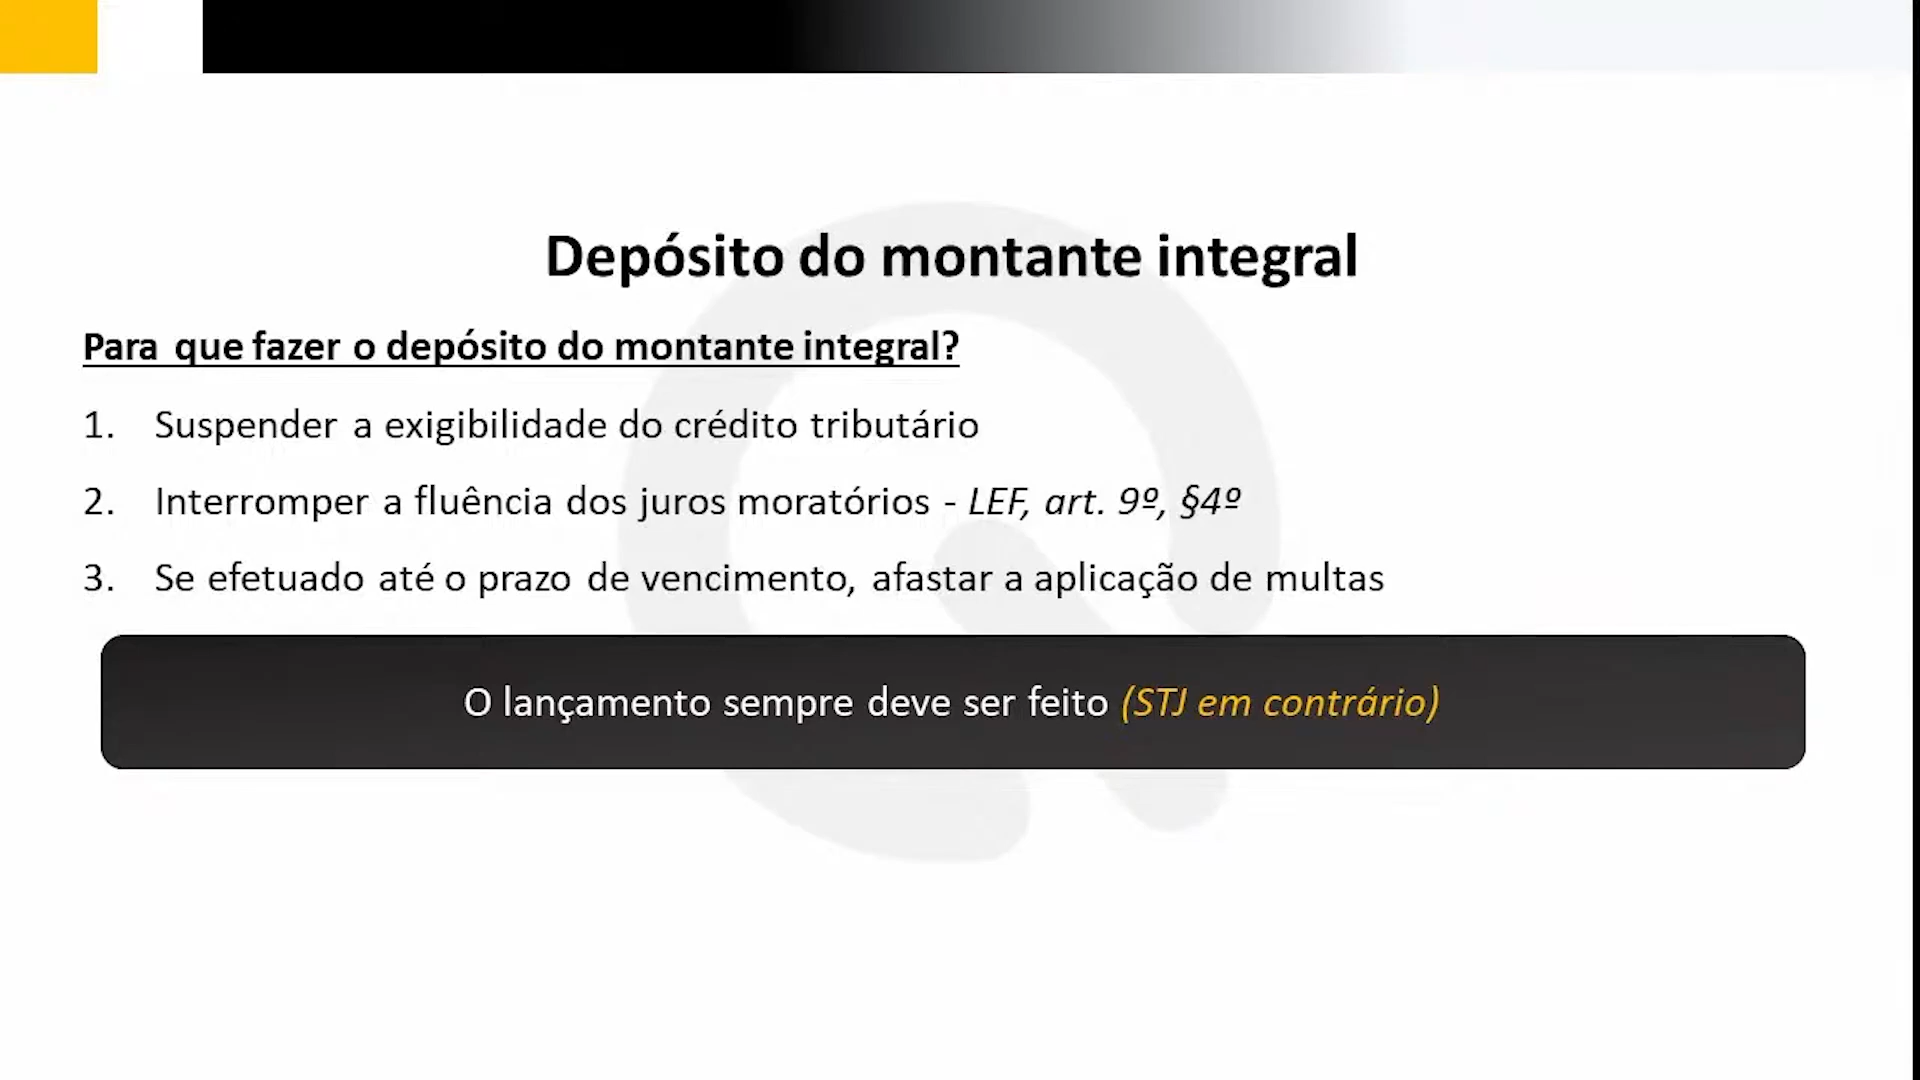 Depósito do montante integral
Para que fazer o depósito do montante integral?
1. Suspender a exigibilidade do crédito tributário
2. Interromper a fluência dos juros moratórios - LEF, art. 9º, §4º
3. Se efetuado até o prazo de vencimento, afastar a aplicação de multas
O lançamento sempre deve ser feito (STJ em contrário)